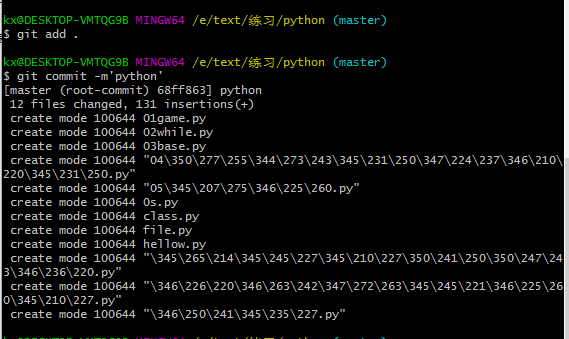 kx@DESKTOP-VMTQG9B MINGW64 /e/text/练习/python (master)
$ git add .
kx@DESKTOP-VMTQG9B MINGW64 /e/text/练习/python (master)
$ git commit -m'python'
[master (root-commit) 68ff863] python
 12 files changed, 131 insertions(+)
 create mode 100644 01game.py
 create mode 100644 02while.py
 create mode 100644 03base.py
 create mode 100644 "04\350\277\255\344\273\243\345\231\250\347\224\237\346\210\
220\345\231\250.py"
 create mode 100644 "05\345\207\275\346\225\260.py"
 create mode 100644 0s.py
 create mode 100644 class.py
 create mode 100644 file.py
 create mode 100644 hellow.py
 create mode 100644 "\345\265\214\345\245\227\345\210\227\350\241\250\350\247\24
3\346\236\220.py"
 create mode 100644 "\346\226\220\346\263\242\347\272\263\345\245\221\346\225\26
0\345\210\227.py"
 create mode 100644 "\346\250\241\345\235\227.py"